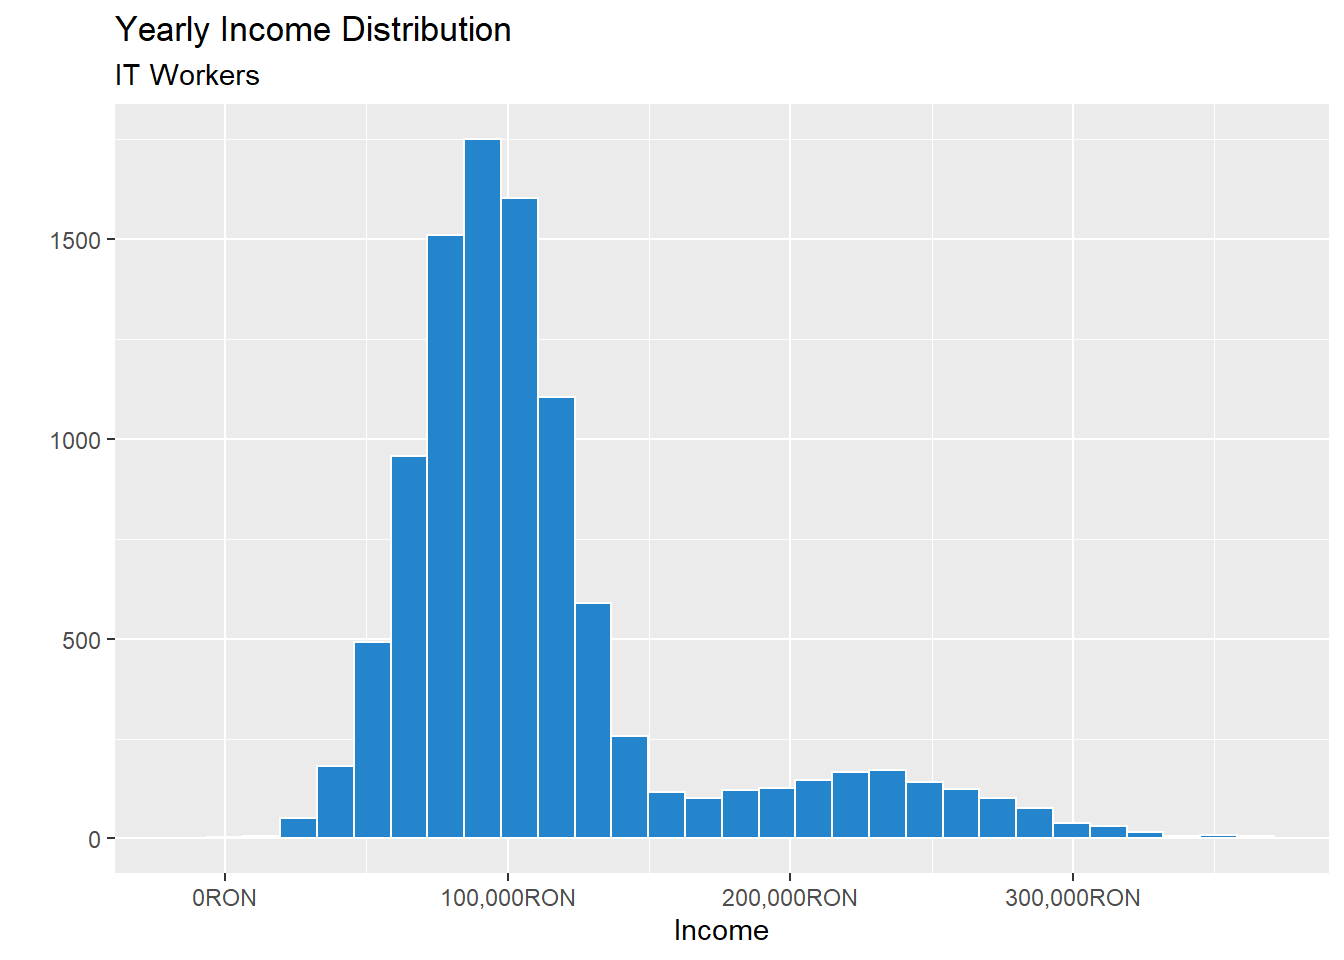 Yearly Income Distribution
IT Workers
1500
1000
500
0
0RON 100,000RON 200,000RON 300,000RON
Income